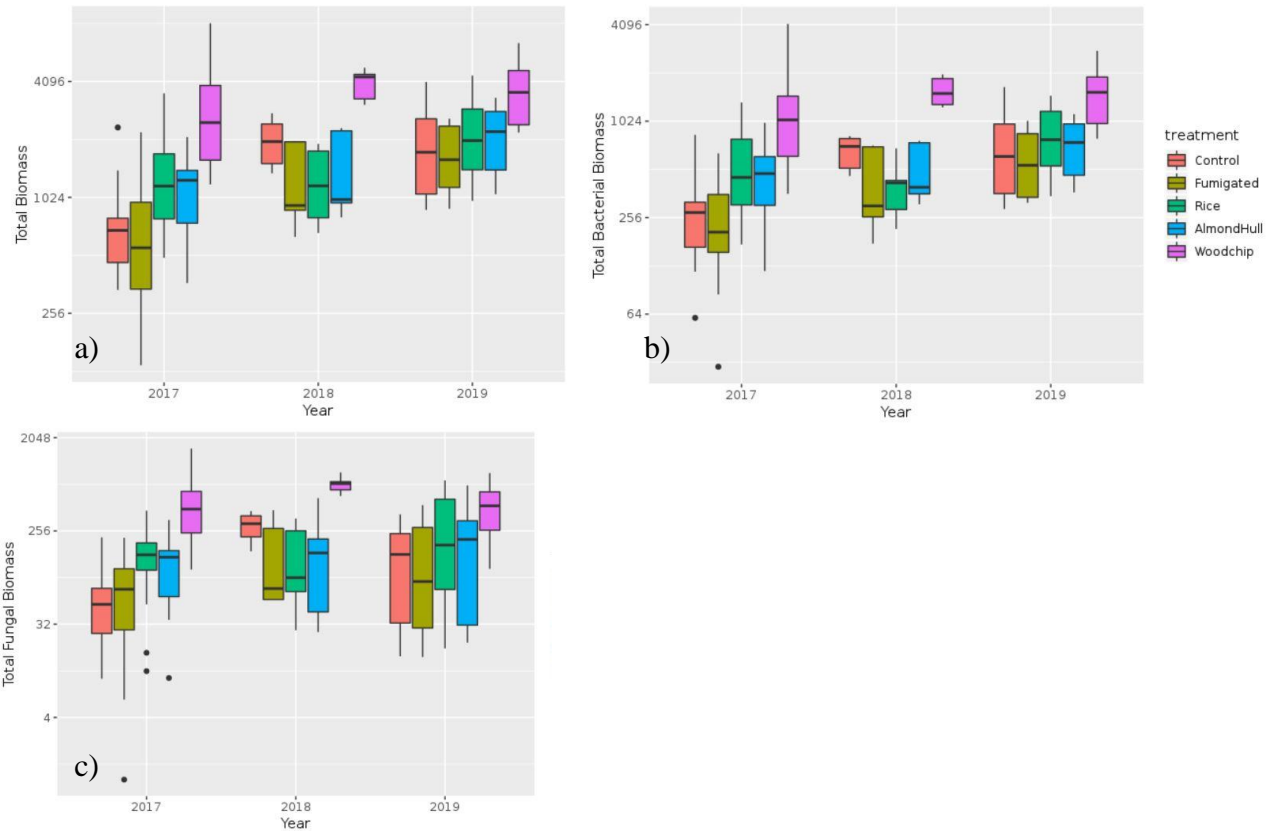 Total Biomass
4096
1024
256
a)
2017
2018
2019
Year
Total Bacterial Biomass
4096
1024
256
64
b)
2017
2018
2019
Year
treatment
Control
Fumigated
Rice
AlmondHull
Woodchip
Total Fungal Biomass
2048
256
32
4
c)
2017
2018
2019
Year